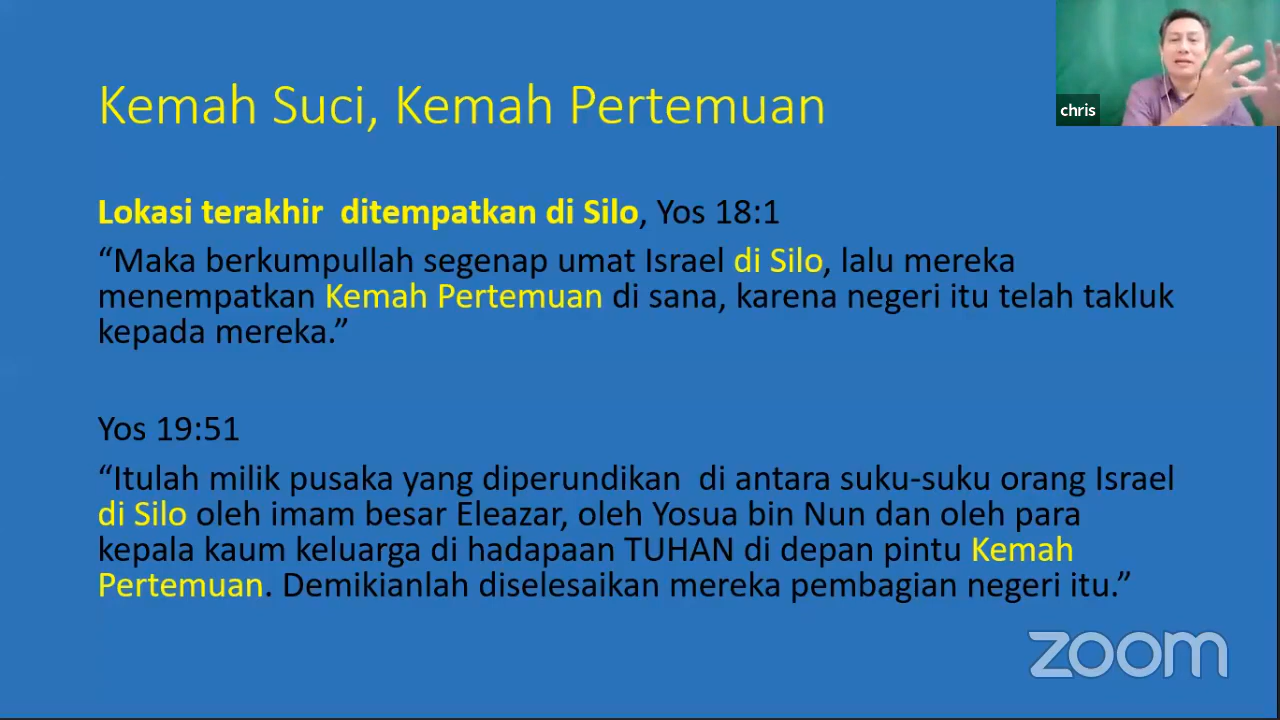 Kemah Suci, Kemah Pertemuan
chris
Lokasi terakhir  ditempatkan di Silo, Yos 18:1
“Maka berkumpullah segenap umat Israel di Silo, lalu mereka
menempatkan Kemah Pertemuan di sana, karena negeri itu telah takluk
kepada mereka.”
Yos 19:51
“Itulah milik pusaka yang diperundikan  di antara suku-suku orang Israel
di Silo oleh imam besar Eleazar, oleh Yosua bin Nun dan oleh para
kepala kaum keluarga di hadapaan TUHAN di depan pintu Kemah
Pertemuan. Demikianlah diselesaikan mereka pembagian negeri itu.”
zoom